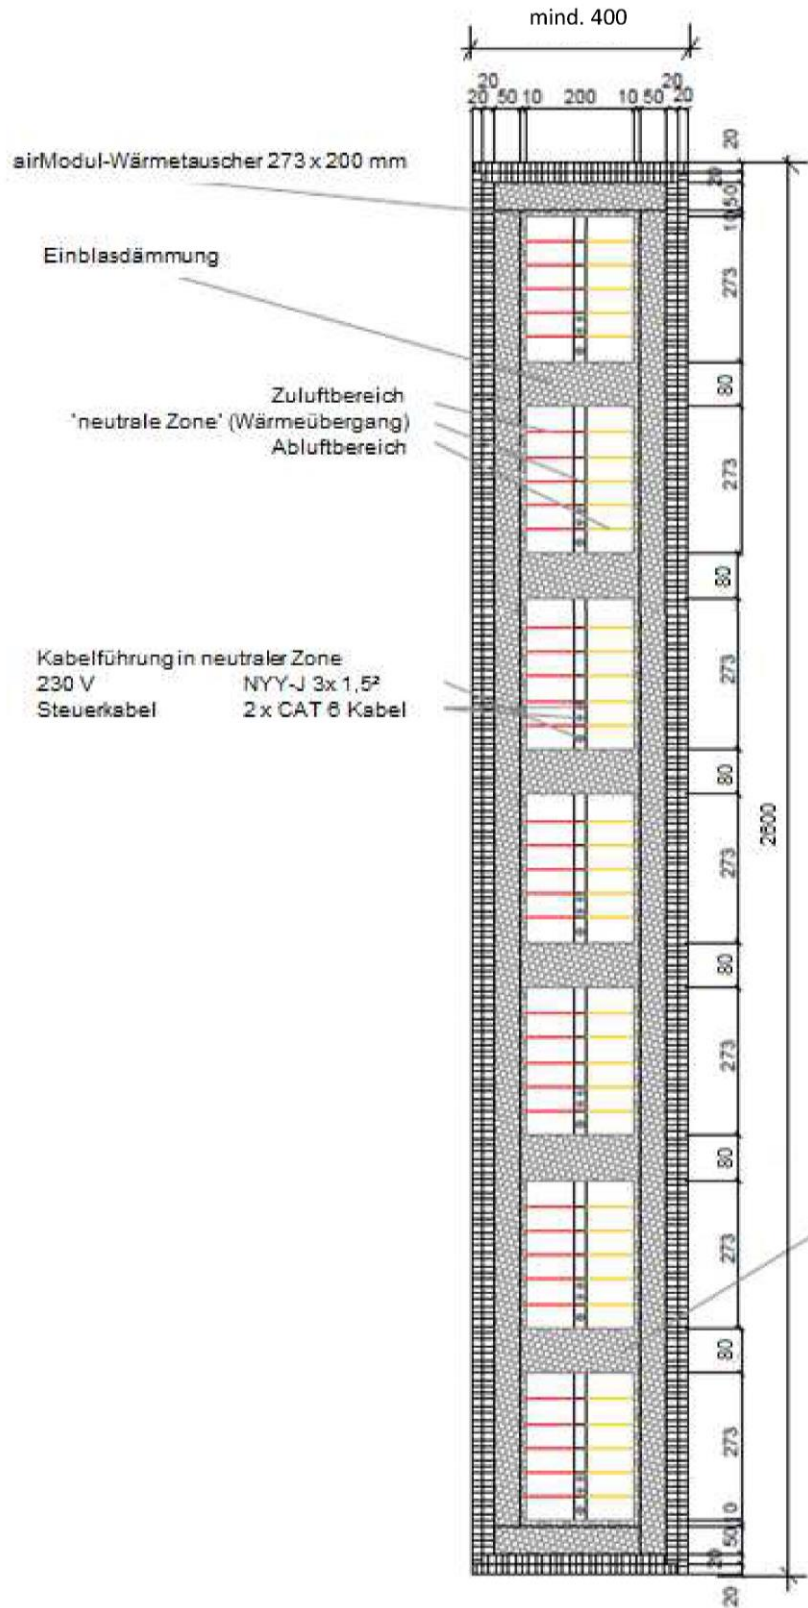 mind. 400
20 20
20 50 10 200 10 50 20
airModul-Wärmetauscher 273 x 200 mm
Einblasdämmung
Zuluftbereich
"neutrale Zone" (Wärmeübergang)
Abluftbereich
Kabelführung in neutraler Zone
230 V NYY-J 3x 1,5²
Steuerkabel 2 x CAT 6 Kabel
20
20
50
10
273
80
273
80
273
80
273
80
273
80
273
80
273
10
50
20
20
2600